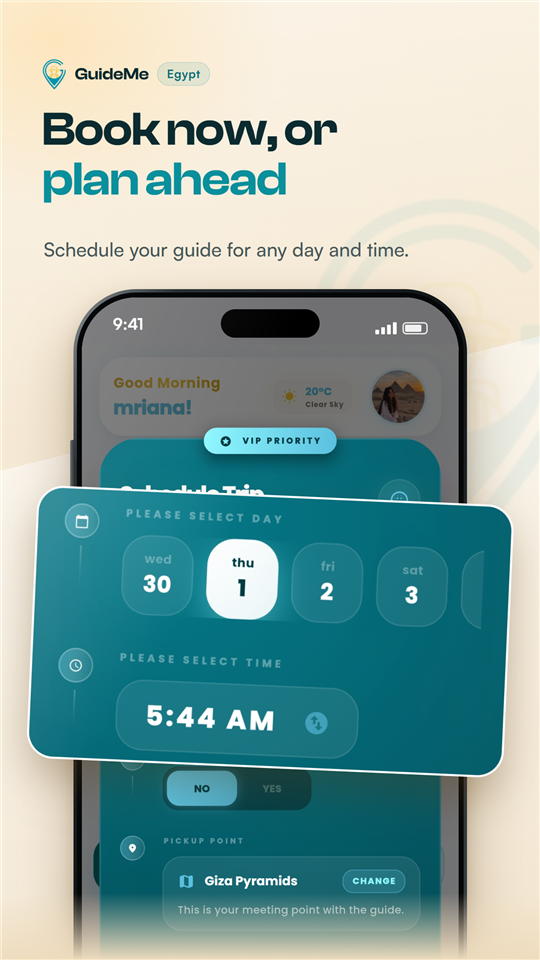 GuideMe Egypt
Book now, or
plan ahead
Schedule your guide for any day and time.
9:41
Good Morning
mriana!
20°C
Clear Sky
VIP PRIORITY
Schedule Trip
PLEASE SELECT DAY
wed thu fri sat
30 1 2 3
PLEASE SELECT TIME
5:44 AM
NO YES
PICKUP POINT
Giza Pyramids CHANGE
This is your meeting point with the guide.